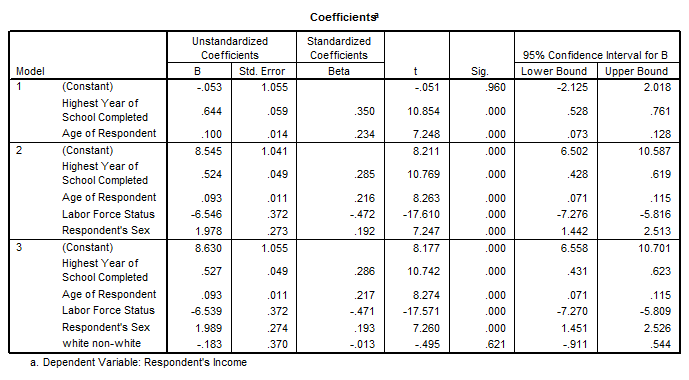 Coefficientsa
Unstandardized Coefficients Standardized Coefficients 95% Confidence Interval for B
Model B Std. Error Beta t Sig. Lower Bound Upper Bound
1 (Constant) -.053 1.055 -.051 .960 -2.125 2.018
Highest Year of
School Completed .644 .059 .350 10.854 .000 .528 .761
Age of Respondent .100 .014 .234 7.248 .000 .073 .128
2 (Constant) 8.545 1.041 8.211 .000 6.502 10.587
Highest Year of
School Completed .524 .049 .285 10.769 .000 .428 .619
Age of Respondent .093 .011 .216 8.263 .000 .071 .115
Labor Force Status -6.546 .372 -.472 -17.610 .000 -7.276 -5.816
Respondent's Sex 1.978 .273 .192 7.247 .000 1.442 2.513
3 (Constant) 8.630 1.055 8.177 .000 6.558 10.701
Highest Year of
School Completed .527 .049 .286 10.742 .000 .431 .623
Age of Respondent .093 .011 .217 8.274 .000 .071 .115
Labor Force Status -6.539 .372 -.471 -17.571 .000 -7.270 -5.809
Respondent's Sex 1.989 .274 .193 7.260 .000 1.451 2.526
white non-white -.183 .370 -.013 -.495 .621 -.911 .544
a. Dependent Variable: Respondent's Income